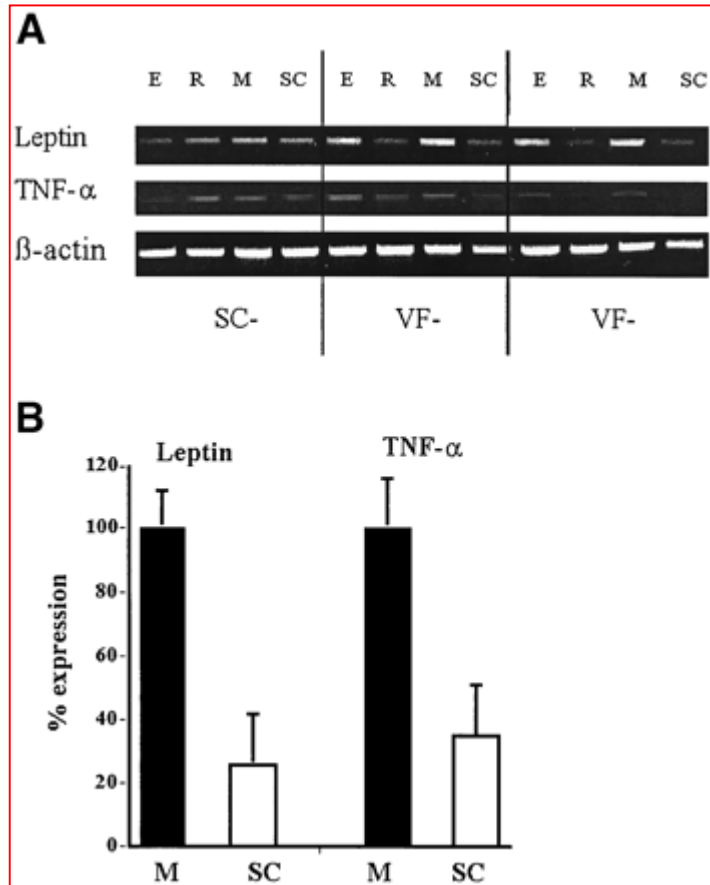 A
E R M SC E R M SC E R M SC
Leptin
TNF-α
ß-actin
SC- VF- VF-
B
Leptin TNF-α
120
100
80
60
40
20
0
% expression
M SC M SC